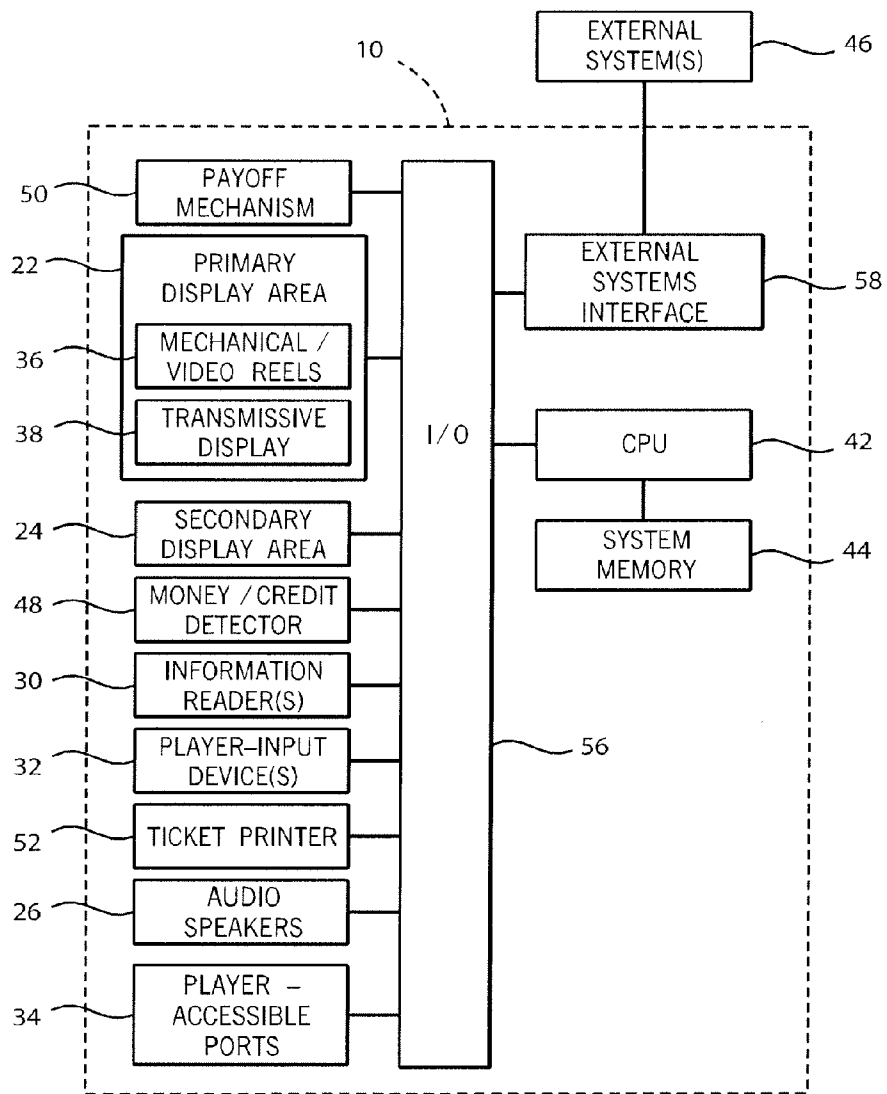 EXTERNAL
SYSTEM(S)
46
10
50
PAYOFF
MECHANISM
22
PRIMARY
DISPLAY AREA
36
MECHANICAL /
VIDEO REELS
38
TRANSMISSIVE
DISPLAY
24
SECONDARY
DISPLAY AREA
48
MONEY / CREDIT
DETECTOR
30
INFORMATION
READER(S)
32
PLAYER-INPUT
DEVICE(S)
52
TICKET PRINTER
26
AUDIO
SPEAKERS
34
PLAYER -
ACCESSIBLE
PORTS
I/O
56
EXTERNAL
SYSTEMS
INTERFACE
58
CPU
42
SYSTEM
MEMORY
44